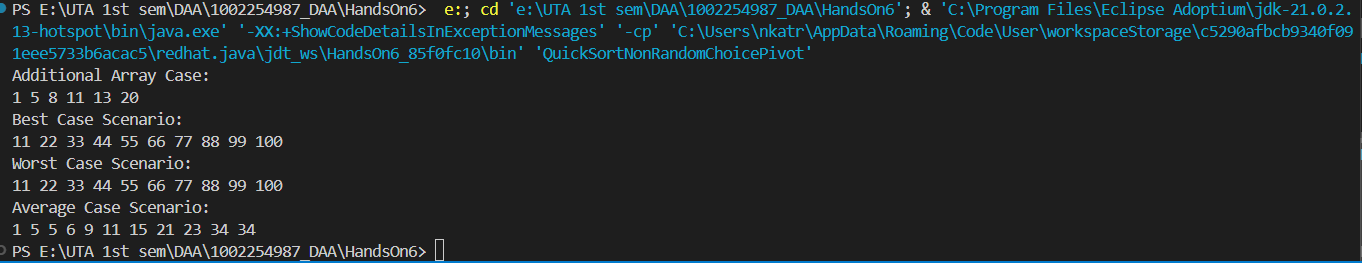 PS E:\UTA 1st sem\DAA\1002254987_DAA\HandsOn6>  e:; cd 'e:\UTA 1st sem\DAA\1002254987_DAA\HandsOn6'; & 'C:\Program Files\Eclipse Adoptium\jdk-21.0.2.
13-hotspot\bin\java.exe' '-XX:+ShowCodeDetailsInExceptionMessages' '-cp' 'C:\Users\nkatr\AppData\Roaming\Code\User\workspaceStorage\c5290afbcb9340f09
1eee5733b6acac5\redhat.java\jdt_ws\HandsOn6_85f0fc10\bin' 'QuickSortNonRandomChoicePivot'
Additional Array Case:
1 5 8 11 13 20
Best Case Scenario:
11 22 33 44 55 66 77 88 99 100
Worst Case Scenario:
11 22 33 44 55 66 77 88 99 100
Average Case Scenario:
1 5 5 6 9 11 15 21 23 34 34
PS E:\UTA 1st sem\DAA\1002254987_DAA\HandsOn6>